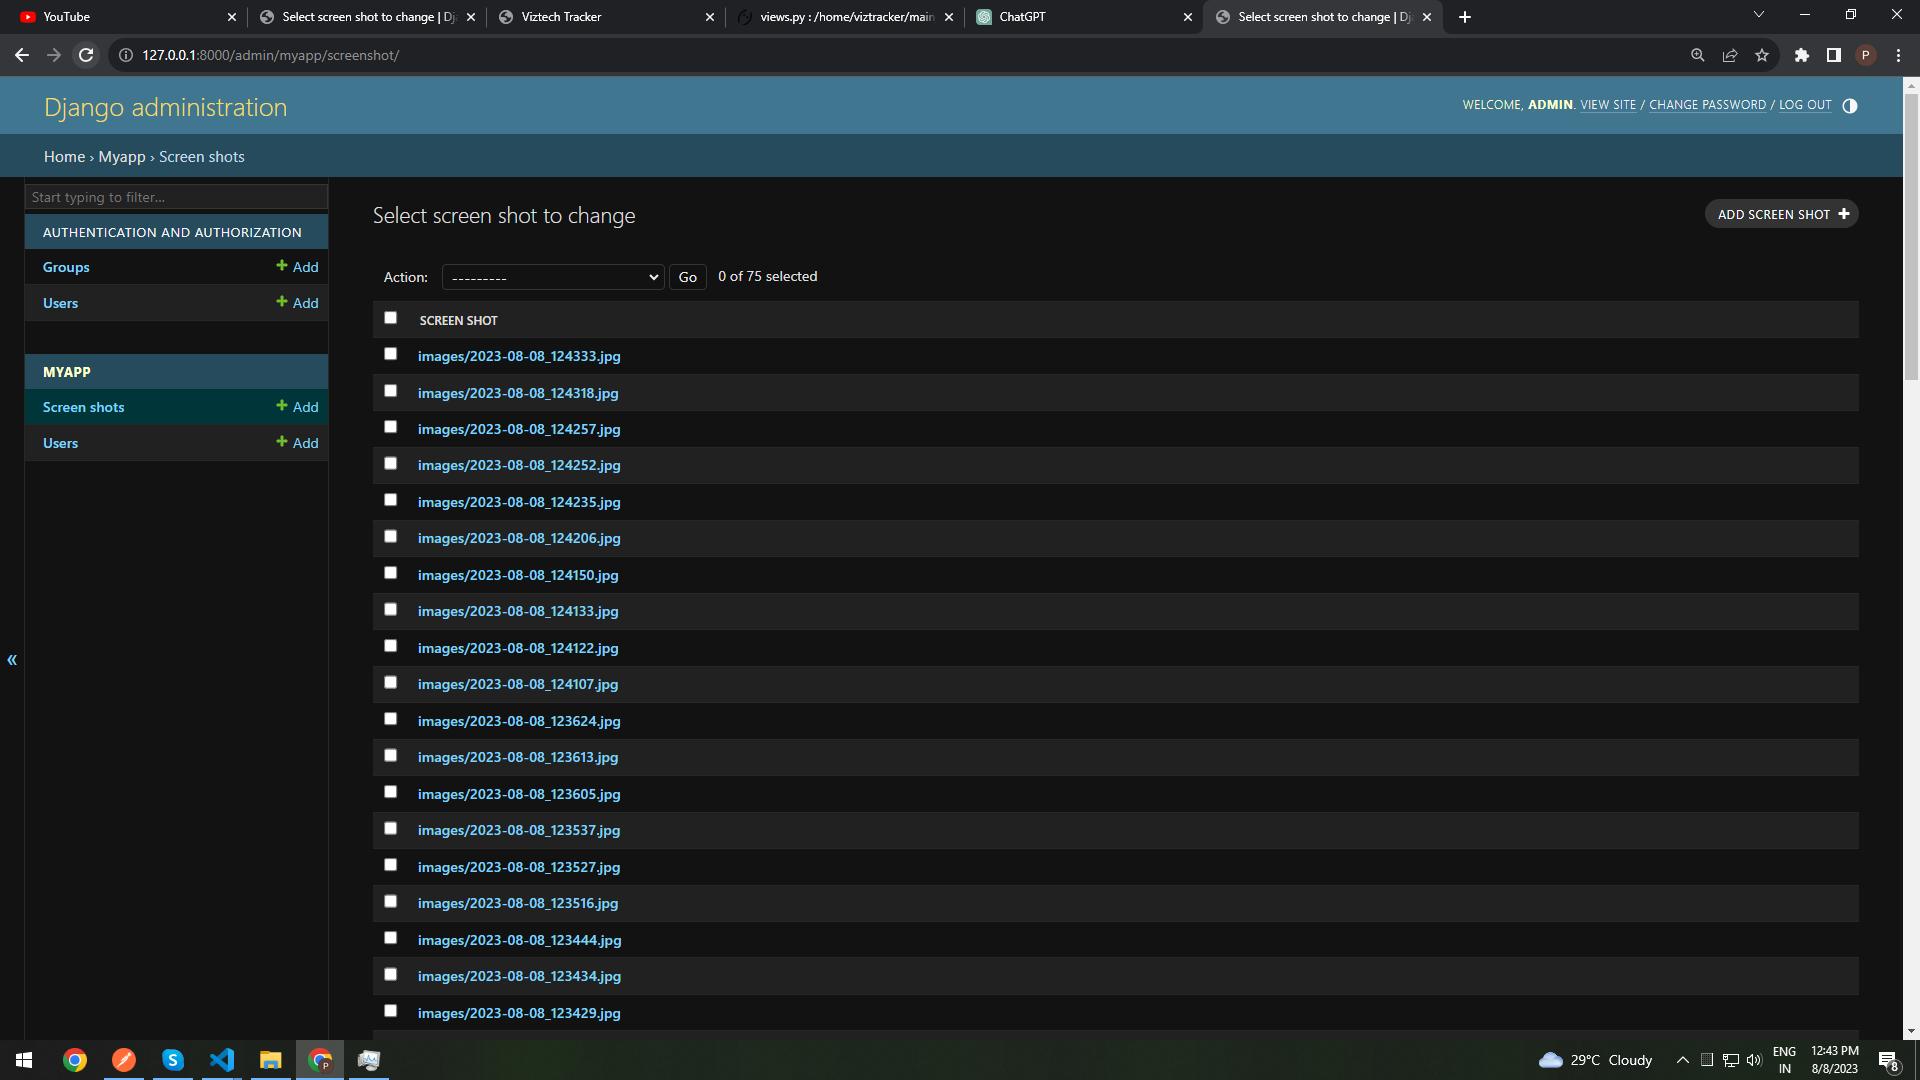 YouTube
Select screen shot to change | Dj
Viztech Tracker
views.py : /home/viztracker/main
ChatGPT
Select screen shot to change | Dj
127.0.0.1:8000/admin/myapp/screenshot/
P
Django administration
WELCOME, ADMIN. VIEW SITE / CHANGE PASSWORD / LOG OUT
Home › Myapp › Screen shots
Start typing to filter...
AUTHENTICATION AND AUTHORIZATION
Groups + Add
Users + Add
MYAPP
Screen shots + Add
Users + Add
«
Select screen shot to change
ADD SCREEN SHOT +
Action: --------- Go 0 of 75 selected
SCREEN SHOT
images/2023-08-08_124333.jpg
images/2023-08-08_124318.jpg
images/2023-08-08_124257.jpg
images/2023-08-08_124252.jpg
images/2023-08-08_124235.jpg
images/2023-08-08_124206.jpg
images/2023-08-08_124150.jpg
images/2023-08-08_124133.jpg
images/2023-08-08_124122.jpg
images/2023-08-08_124107.jpg
images/2023-08-08_123624.jpg
images/2023-08-08_123613.jpg
images/2023-08-08_123605.jpg
images/2023-08-08_123537.jpg
images/2023-08-08_123527.jpg
images/2023-08-08_123516.jpg
images/2023-08-08_123444.jpg
images/2023-08-08_123434.jpg
images/2023-08-08_123429.jpg
29°C Cloudy
ENG
IN
12:43 PM
8/8/2023
8